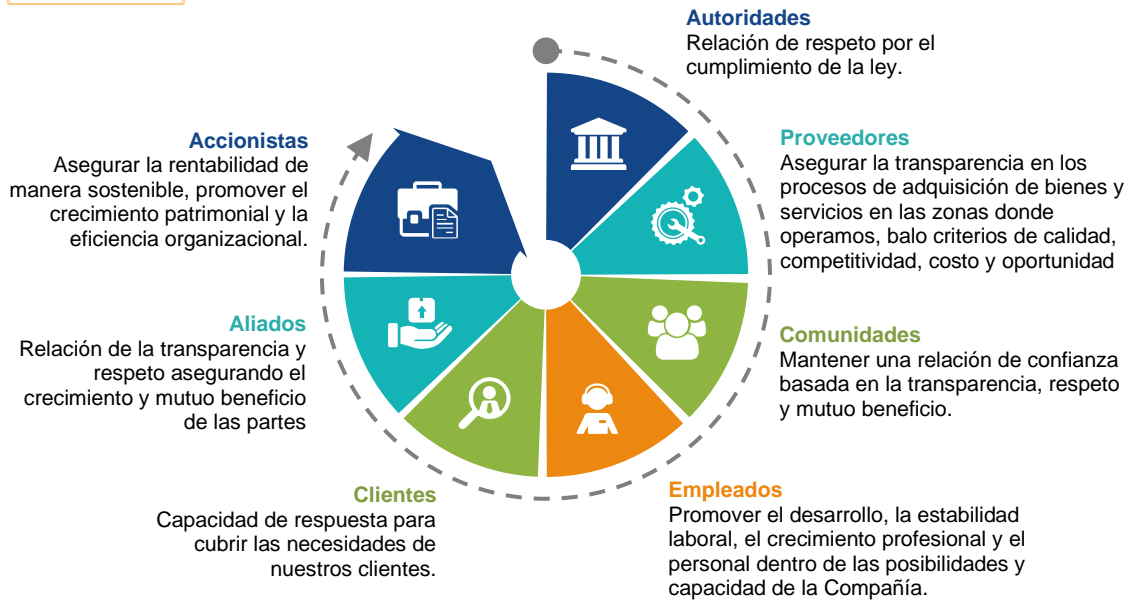 Autoridades
Relación de respeto por el
cumplimiento de la ley.
Proveedores
Asegurar la transparencia en los
procesos de adquisición de bienes y
servicios en las zonas donde
operamos, balo criterios de calidad,
competitividad, costo y oportunidad
Comunidades
Mantener una relación de confianza
basada en la transparencia, respeto
y mutuo beneficio.
Empleados
Promover el desarrollo, la estabilidad
laboral, el crecimiento profesional y el
personal dentro de las posibilidades y
capacidad de la Compañía.
Clientes
Capacidad de respuesta para
cubrir las necesidades de
nuestros clientes.
Aliados
Relación de la transparencia y
respeto asegurando el
crecimiento y mutuo beneficio
de las partes
Accionistas
Asegurar la rentabilidad de
manera sostenible, promover el
crecimiento patrimonial y la
eficiencia organizacional.